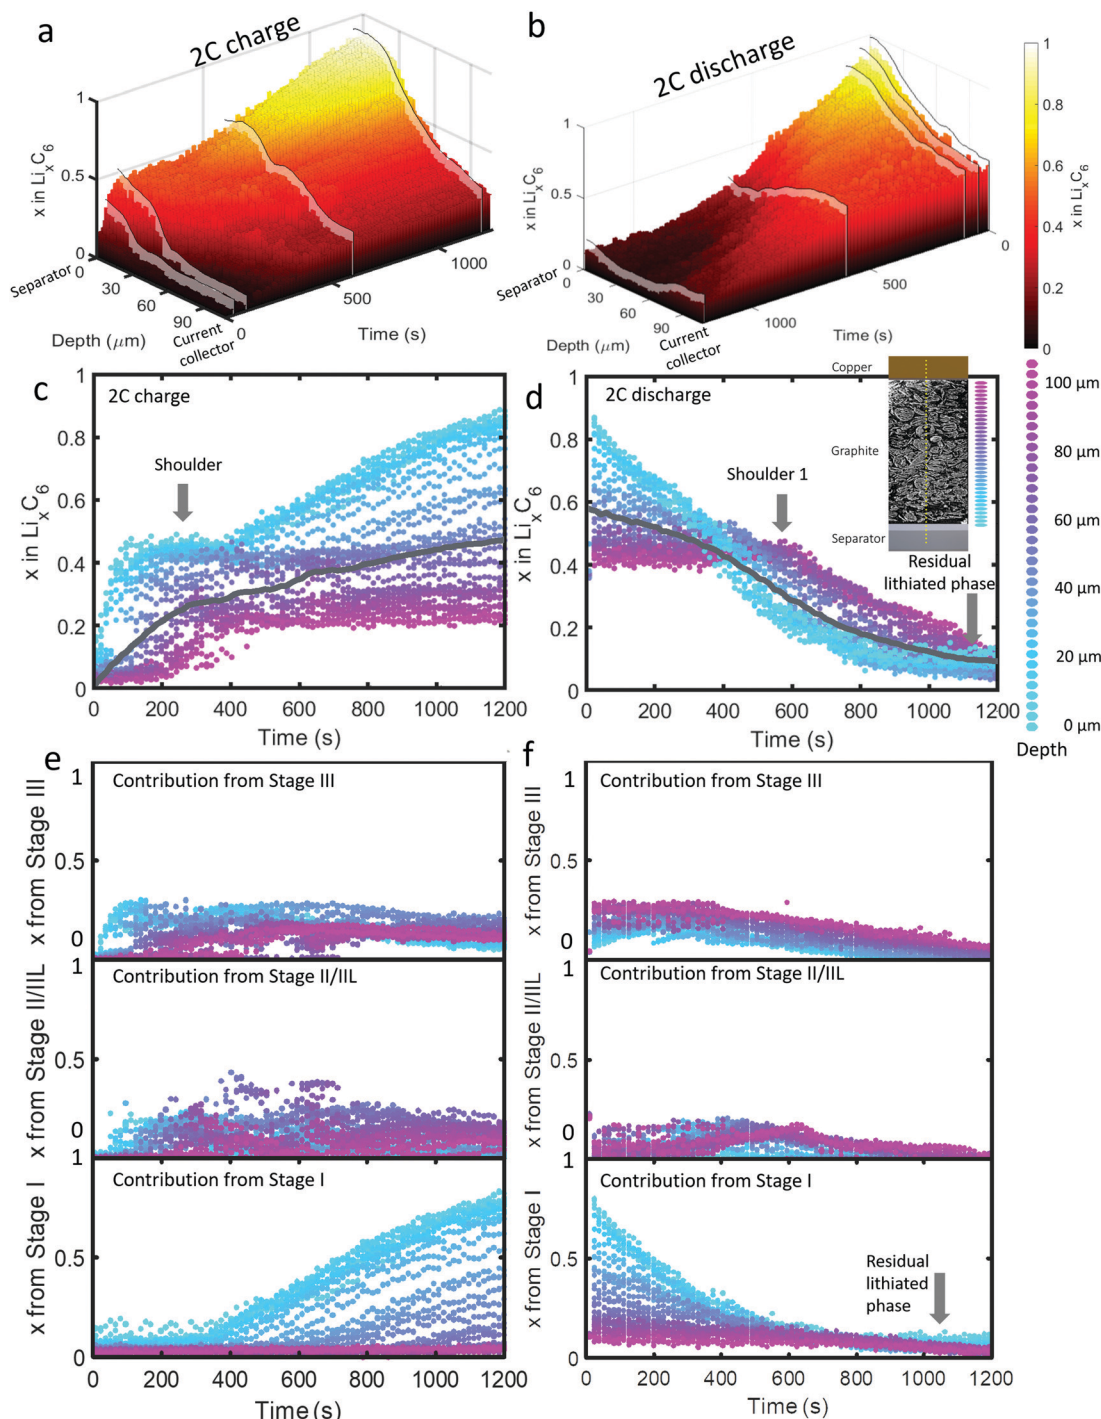 a
2C charge
1
0.5
0
x in LixC6
Separator
0
30
60
90
Depth (μm)
Current
collector
0
500
1000
Time (s)
b
2C discharge
1
0.5
0
x in LixC6
Separator
0
30
60
90
Depth (μm)
Current
collector
1000
500
0
Time (s)
1
0.8
0.6
0.4
0.2
0
x in LixC6
c
2C charge
Shoulder
1
0.8
0.6
0.4
0.2
0
x in LixC6
0 200 400 600 800 1000 1200
Time (s)
d
2C discharge
Shoulder 1
Copper
Graphite
Separator
Residual
lithiated phase
1
0.8
0.6
0.4
0.2
0
x in LixC6
0 200 400 600 800 1000 1200
Time (s)
100 μm
80 μm
60 μm
40 μm
20 μm
0 μm
Depth
e
Contribution from Stage III
1
0.5
0
x from Stage III
Contribution from Stage II/IIL
1
0.5
0
x from Stage II/IIL
Contribution from Stage I
1
0.5
0
x from Stage I
0 200 400 600 800 1000 1200
Time (s)
f
Contribution from Stage III
1
0.5
0
x from Stage III
Contribution from Stage II/IIL
1
0.5
0
x from Stage II/IIL
Contribution from Stage I
Residual
lithiated
phase
1
0.5
0
x from Stage I
0 200 400 600 800 1000 1200
Time (s)